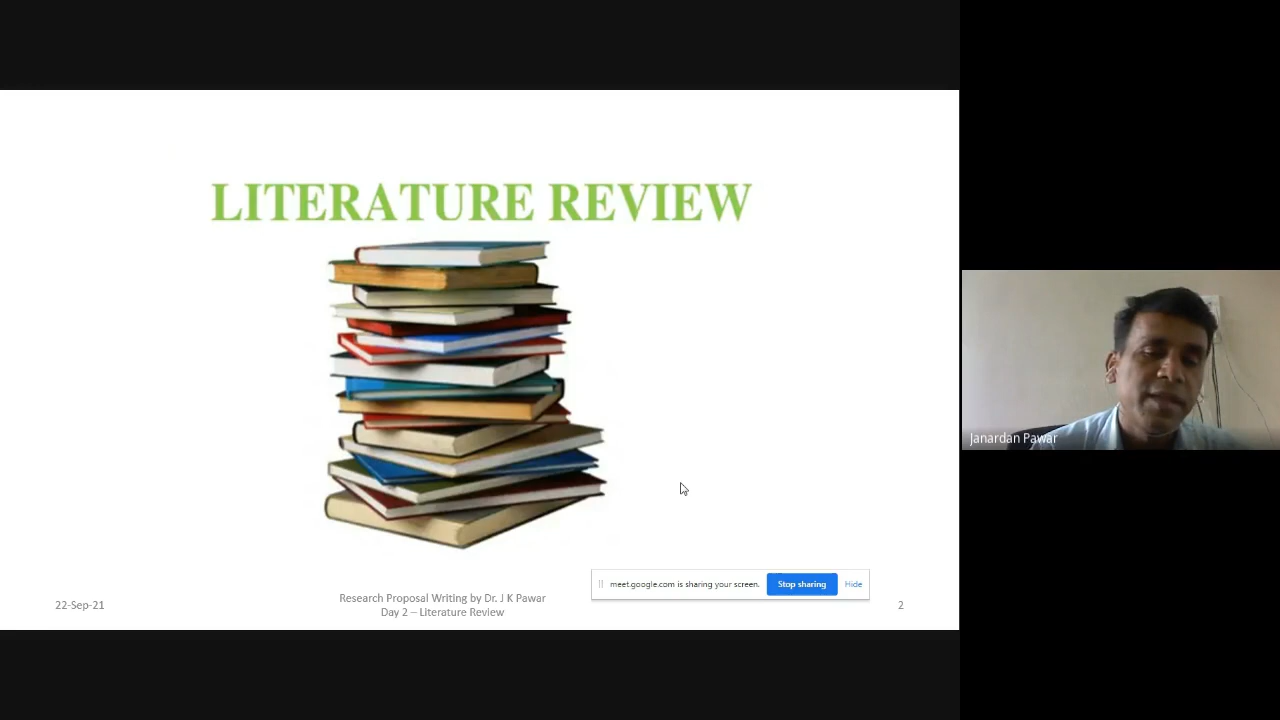 LITERATURE REVIEW
meet.google.com is sharing your screen.
Stop sharing
Hide
22-Sep-21
Research Proposal Writing by Dr. J K Pawar
Day 2 – Literature Review
2
Janardan Pawar